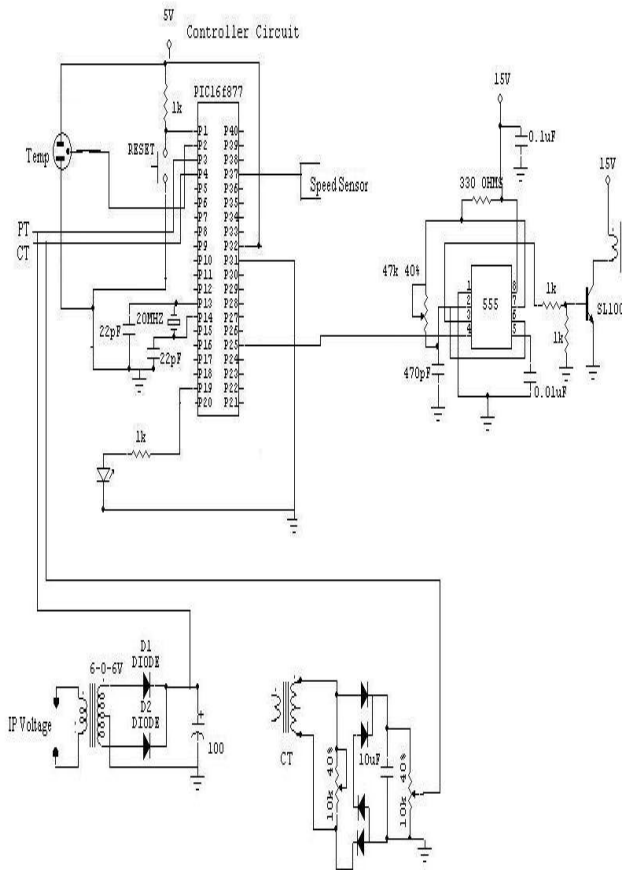 5V
Controller Circuit
1k
PIC16f877
15V
0.1uF
Temp
RESET
P1 P40
P2 P39
P3 P38
P4 P37
P5 P36
P6 P35
P7 P34
P8 P33
P9 P32
P10 P31
P11 P30
P12 P29
P13 P28
P14 P27
P15 P26
P16 P25
P17 P24
P18 P23
P19 P22
P20 P21
Speed Sensor
330 OHMS
15V
PT
CT
47k 40%
1 8
2 7
3 6
4 5
555
1k
SL100
1k
20MHZ
22pF
22pF
470pF
0.01uF
1k
D1
DIODE
6-0-6V
D2
DIODE
IP Voltage
100
CT
10k 40%
10uF
10k 40%